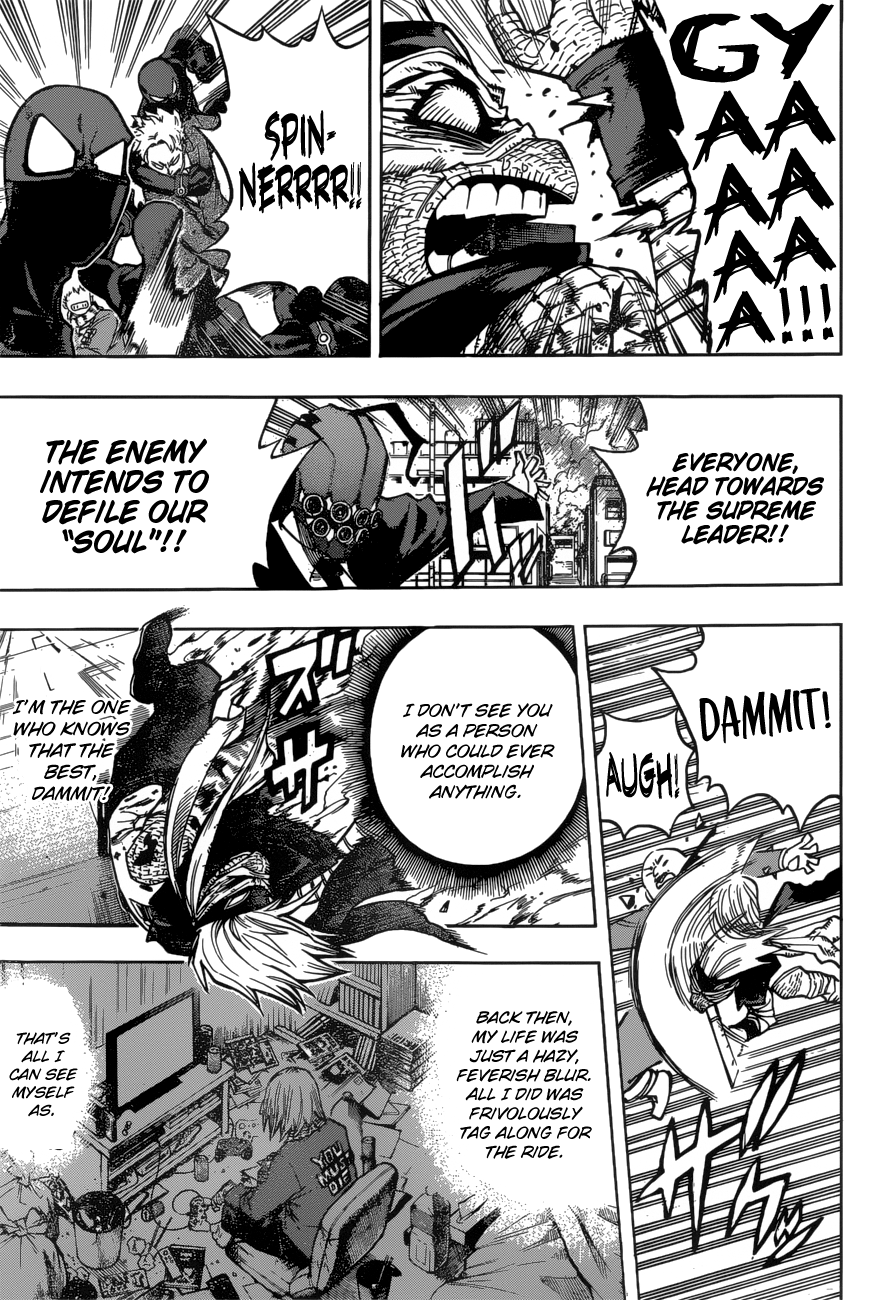 GY
AA
AA
AA
A!!!
SPIN-
NERRRR!!
EVERYONE,
HEAD TOWARDS
THE SUPREME
LEADER!!
THE ENEMY
INTENDS TO
DEFILE OUR
"SOUL"!!
DAMMIT!
AUGH!
I DON'T SEE YOU
AS A PERSON
WHO COULD EVER
ACCOMPLISH
ANYTHING.
ズザ
I'M THE ONE
WHO KNOWS
THAT THE
BEST,
DAMMIT!
BACK THEN,
MY LIFE WAS
JUST A HAZY,
FEVERISH BLUR.
ALL I DID WAS
FRIVOLOUSLY
TAG ALONG FOR
THE RIDE.
YOU
MUST
DIE
THAT'S
ALL I
CAN SEE
MYSELF
AS.